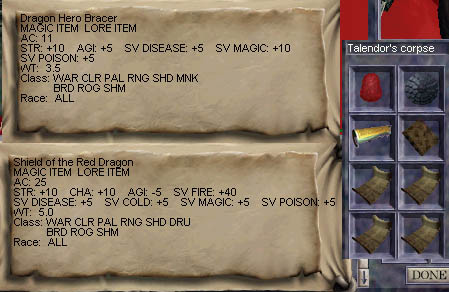 Dragon Hero Bracer
MAGIC ITEM LORE ITEM
AC: 11
STR: +10 AGI: +5 SV DISEASE: +5 SV MAGIC: +10
SV POISON: +5
WT: 3.5
Class: WAR CLR PAL RNG SHD MNK
BRD ROG SHM
Race: ALL
Talendor's corpse
Shield of the Red Dragon
MAGIC ITEM LORE ITEM
AC: 25
STR: +10 CHA: +10 AGI: -5 SV FIRE: +40
SV DISEASE: +5 SV COLD: +5 SV MAGIC: +5 SV POISON: +5
WT: 5.0
Class: WAR CLR PAL RNG SHD DRU
BRD ROG SHM
Race: ALL
DONE